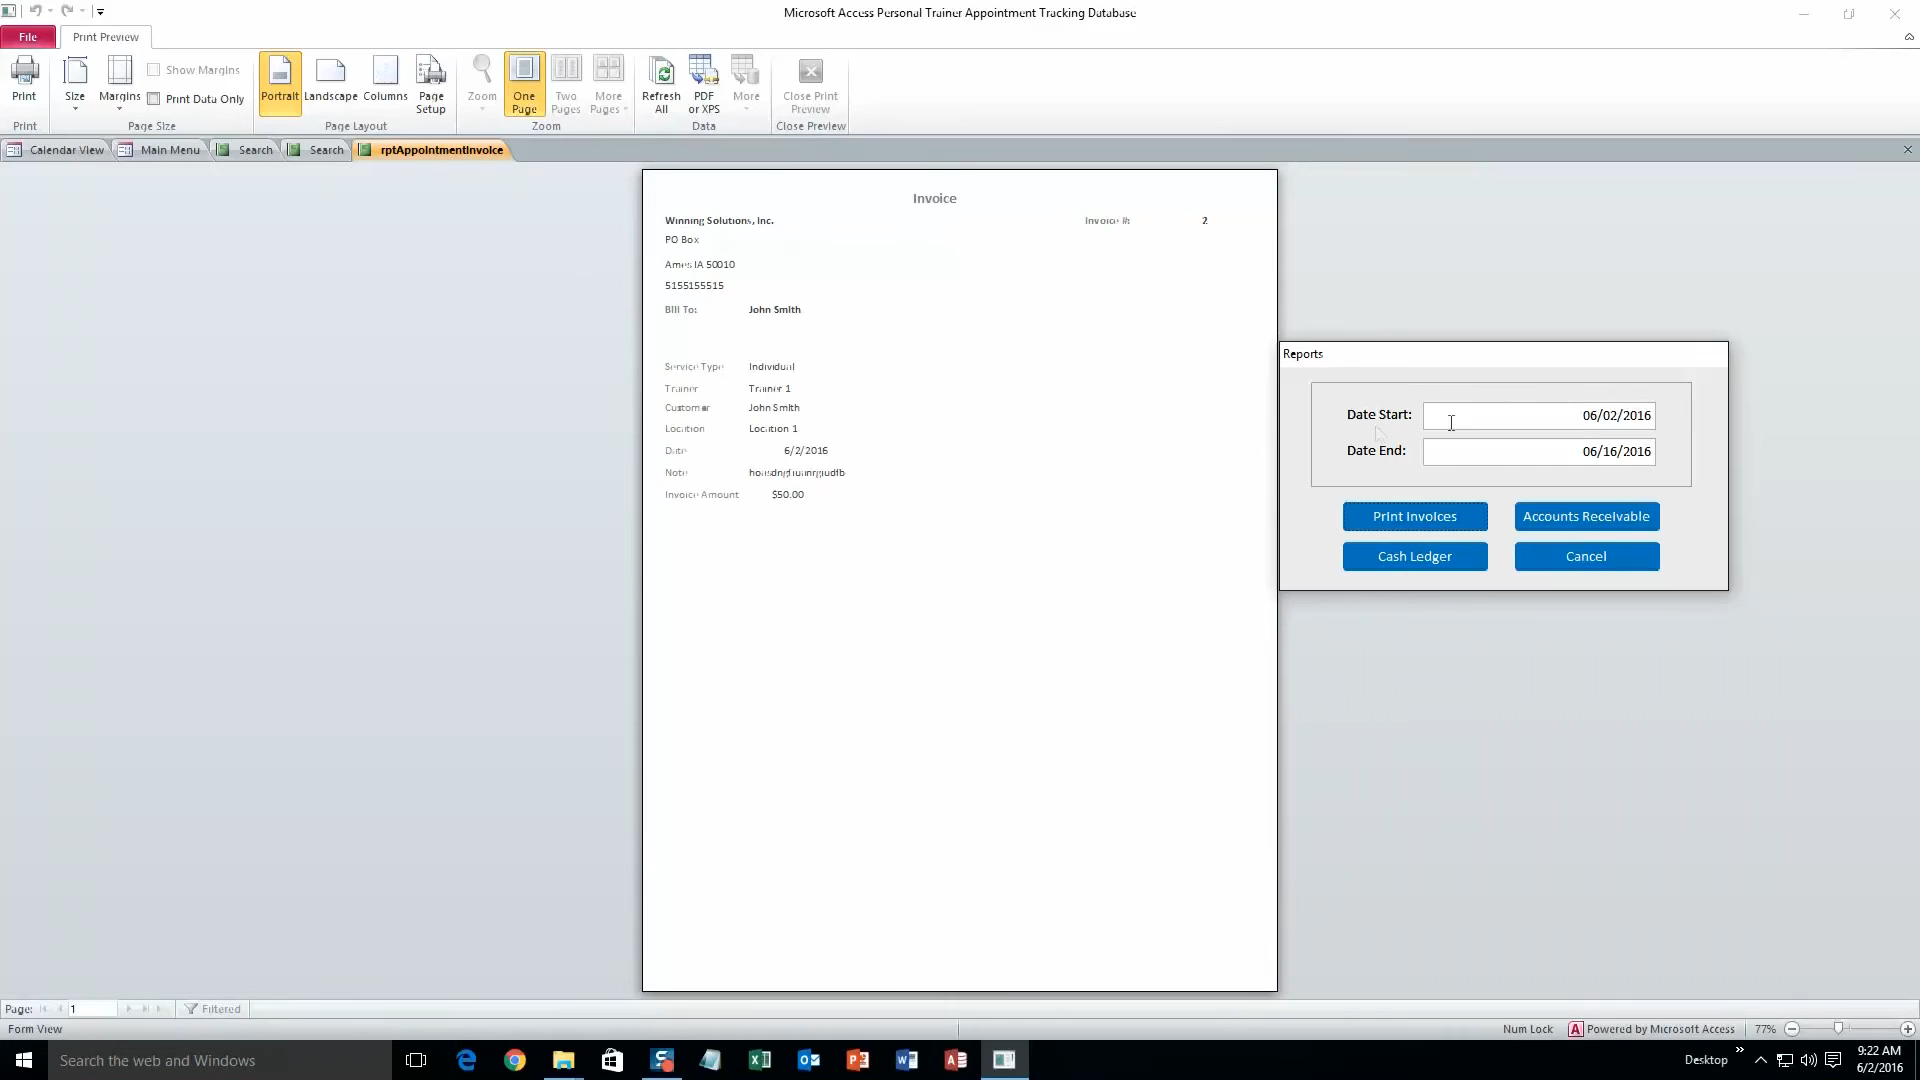 Microsoft Access Personal Trainer Appointment Tracking Database
File
Print Preview
Print
Size
Margins
Show Margins
Print Data Only
Portrait
Landscape
Columns
Page Setup
Zoom
One Page
Two Pages
More Pages
Refresh All
PDF or XPS
More
Close Print Preview
Print
Page Size
Page Layout
Zoom
Data
Close Preview
Calendar View
Main Menu
Search
Search
rptAppointmentInvoice
Invoice
Winning Solutions, Inc.
Invoice #: 2
PO Box
Ames IA 50010
5155155515
Bill To: John Smith
Service Type Individual
Trainer Trainer 1
Customer John Smith
Location Location 1
Date 6/2/2016
Note
Invoice Amount $50.00
Reports
Date Start: 06/02/2016
Date End: 06/16/2016
Print Invoices
Accounts Receivable
Cash Ledger
Cancel
Page: 1
Filtered
Form View
Num Lock
Powered by Microsoft Access
77%
Search the web and Windows
Desktop
9:22 AM
6/2/2016